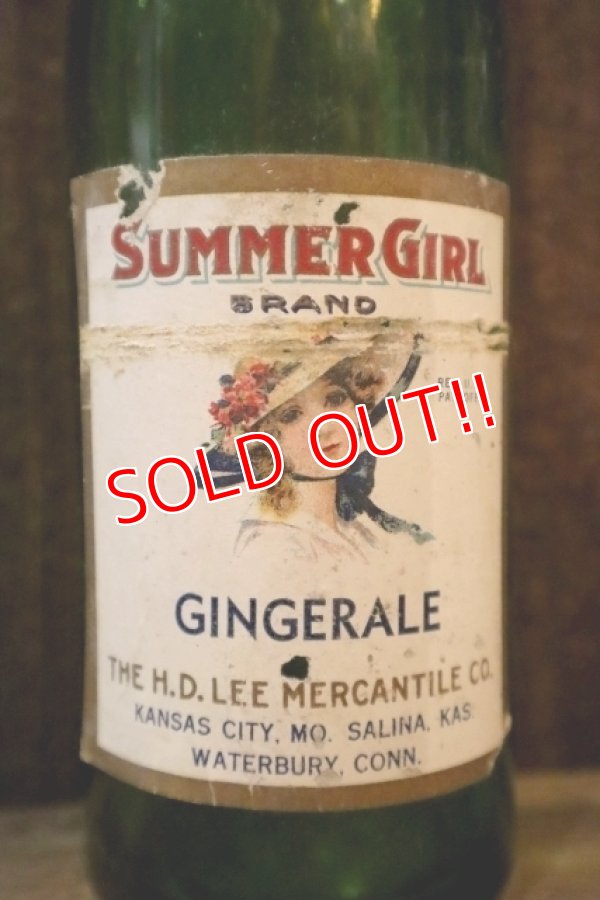 SUMMER GIRL
BRAND
SOLD OUT!!
GINGERALE
THE H.D. LEE MERCANTILE CO.
KANSAS CITY, MO. SALINA, KAS.
WATERBURY, CONN.